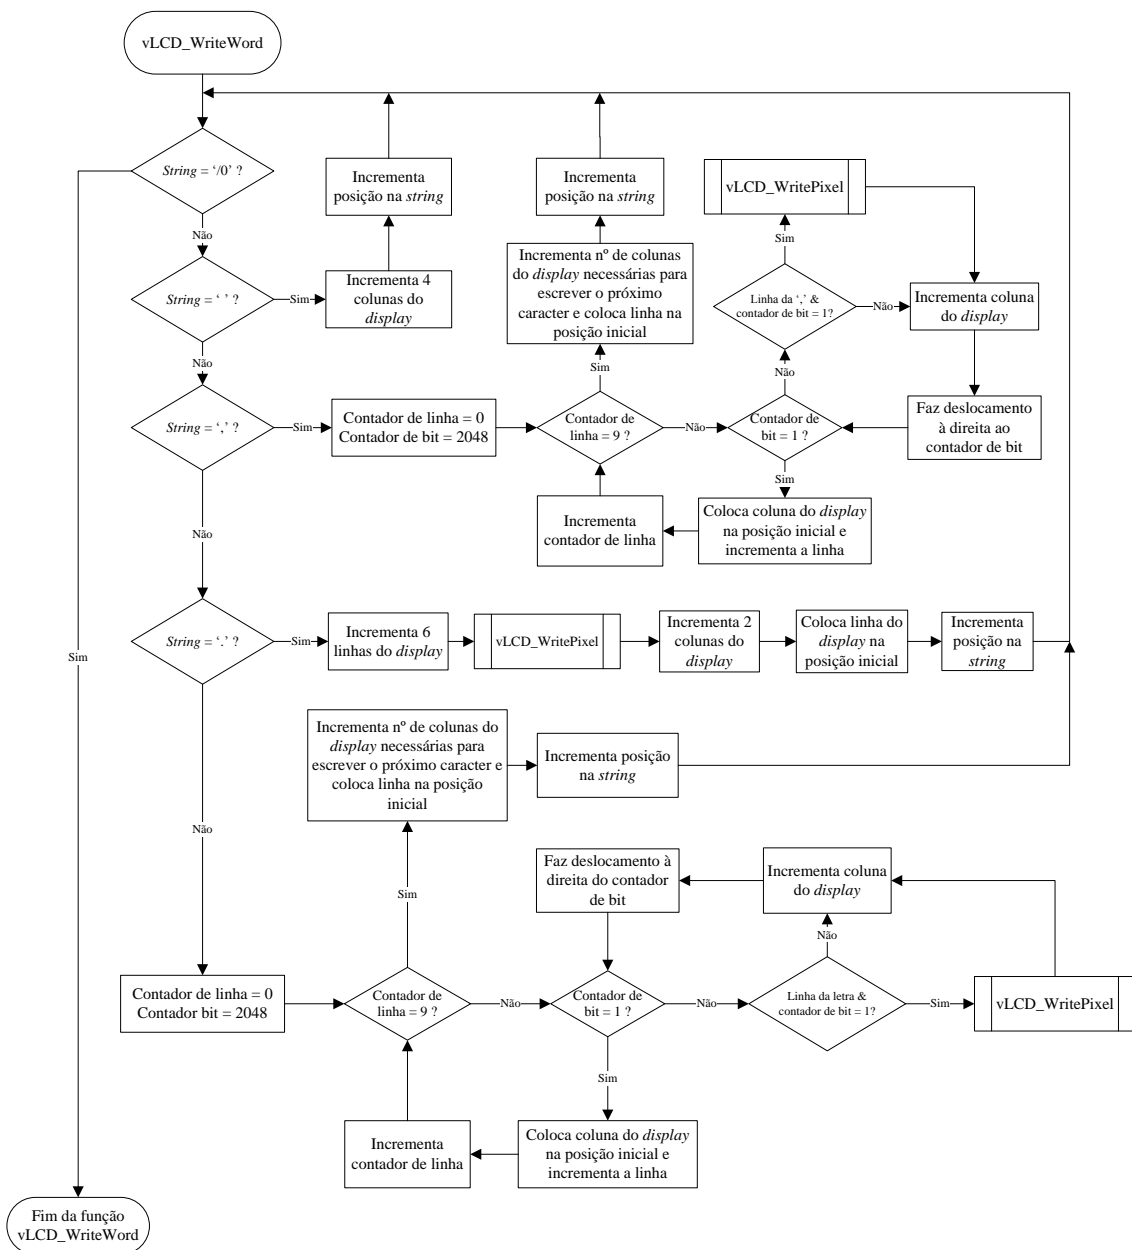 vLCD_WriteWord
String = ‘/0’ ?
Não
Sim
String = ‘ ’ ?
Sim
Incrementa 4
colunas do
display
Incrementa
posição na string
Não
String = ‘,’ ?
Sim
Contador de linha = 0
Contador de bit = 2048
Contador de
linha = 9 ?
Sim
Incrementa nº de colunas
do display necessárias para
escrever o próximo
caracter e coloca linha na
posição inicial
Incrementa
posição na string
Não
Contador de
bit = 1 ?
Não
Linha da ‘,’ &
contador de bit = 1?
Sim
vLCD_WritePixel
Não
Incrementa coluna
do display
Faz deslocamento
à direita ao
contador de bit
Sim
Coloca coluna do display
na posição inicial e
incrementa a linha
Incrementa
contador de linha
Não
String = ‘.’ ?
Sim
Incrementa 6
linhas do display
vLCD_WritePixel
Incrementa 2
colunas do
display
Coloca linha do
display na
posição inicial
Incrementa
posição na
string
Não
Contador de linha = 0
Contador bit = 2048
Contador de
linha = 9 ?
Sim
Incrementa nº de colunas do
display necessárias para
escrever o próximo caracter e
coloca linha na posição
inicial
Incrementa posição
na string
Não
Contador de
bit = 1 ?
Não
Linha da letra &
contador de bit = 1?
Sim
vLCD_WritePixel
Não
Incrementa coluna
do display
Faz deslocamento à
direita do contador
de bit
Sim
Coloca coluna do display
na posição inicial e
incrementa a linha
Incrementa
contador de linha
Fim da função
vLCD_WriteWord